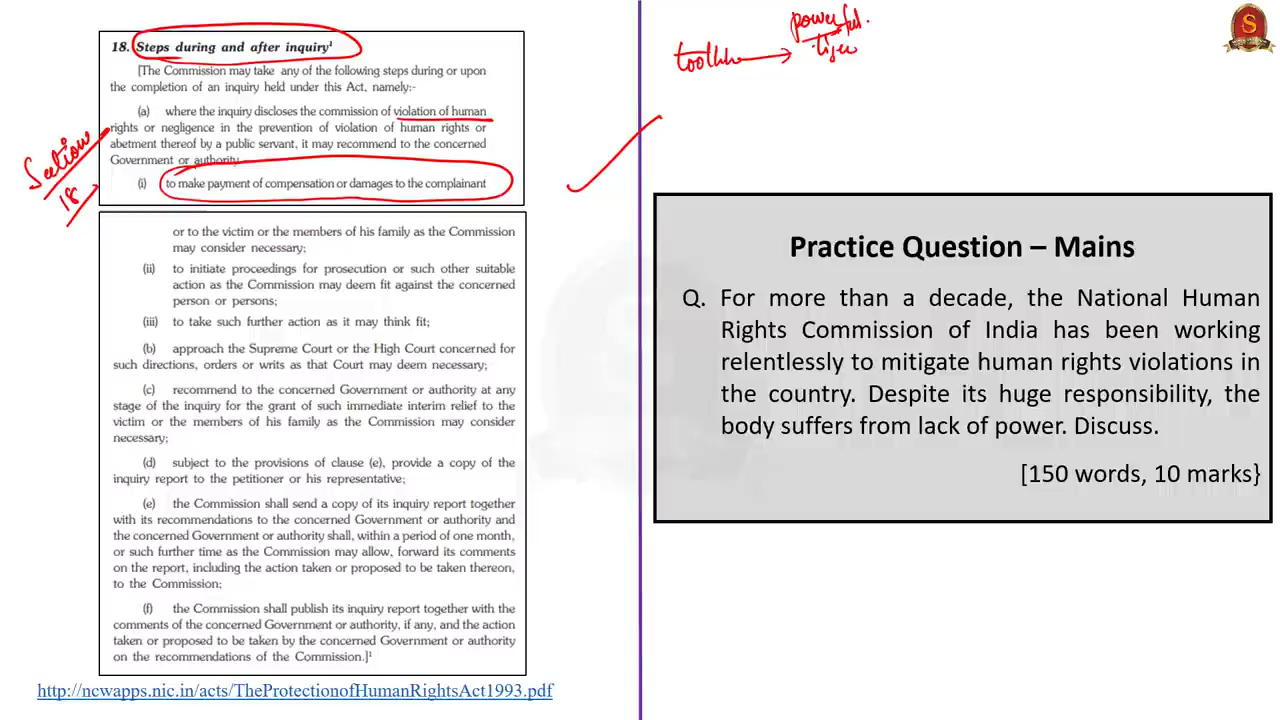 18. Steps during and after inquiry¹
[The Commission may take any of the following steps during or upon
the completion of an inquiry held under this Act, namely:-
(a) where the inquiry discloses the commission of violation of human
rights or negligence in the prevention of violation of human rights or
abetment thereof by a public servant, it may recommend to the concerned
Government or authority
(i) to make payment of compensation or damages to the complainant
Section
18
or to the victim or the members of his family as the Commission
may consider necessary;
(ii) to initiate proceedings for prosecution or such other suitable
action as the Commission may deem fit against the concerned
person or persons;
(iii) to take such further action as it may think fit;
(b) approach the Supreme Court or the High Court concerned for
such directions, orders or writs as that Court may deem necessary;
(c) recommend to the concerned Government or authority at any
stage of the inquiry for the grant of such immediate interim relief to the
victim or the members of his family as the Commission may consider
necessary;
(d) subject to the provisions of clause (e), provide a copy of the
inquiry report to the petitioner or his representative;
(e) the Commission shall send a copy of its inquiry report together
with its recommendations to the concerned Government or authority and
the concerned Government or authority shall, within a period of one month,
or such further time as the Commission may allow, forward its comments
on the report, including the action taken or proposed to be taken thereon,
to the Commission;
(f) the Commission shall publish its inquiry report together with the
comments of the concerned Government or authority, if any, and the action
taken or proposed to be taken by the concerned Government or authority
on the recommendations of the Commission.]¹
http://ncwapps.nic.in/acts/TheProtectionofHumanRightsAct1993.pdf
powerful
tiger
S
Practice Question – Mains
Q. For more than a decade, the National Human
Rights Commission of India has been working
relentlessly to mitigate human rights violations in
the country. Despite its huge responsibility, the
body suffers from lack of power. Discuss.
[150 words, 10 marks}